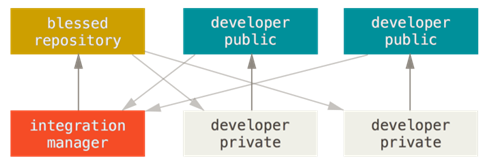 blessed
repository
developer
public
developer
public
integration
manager
developer
private
developer
private